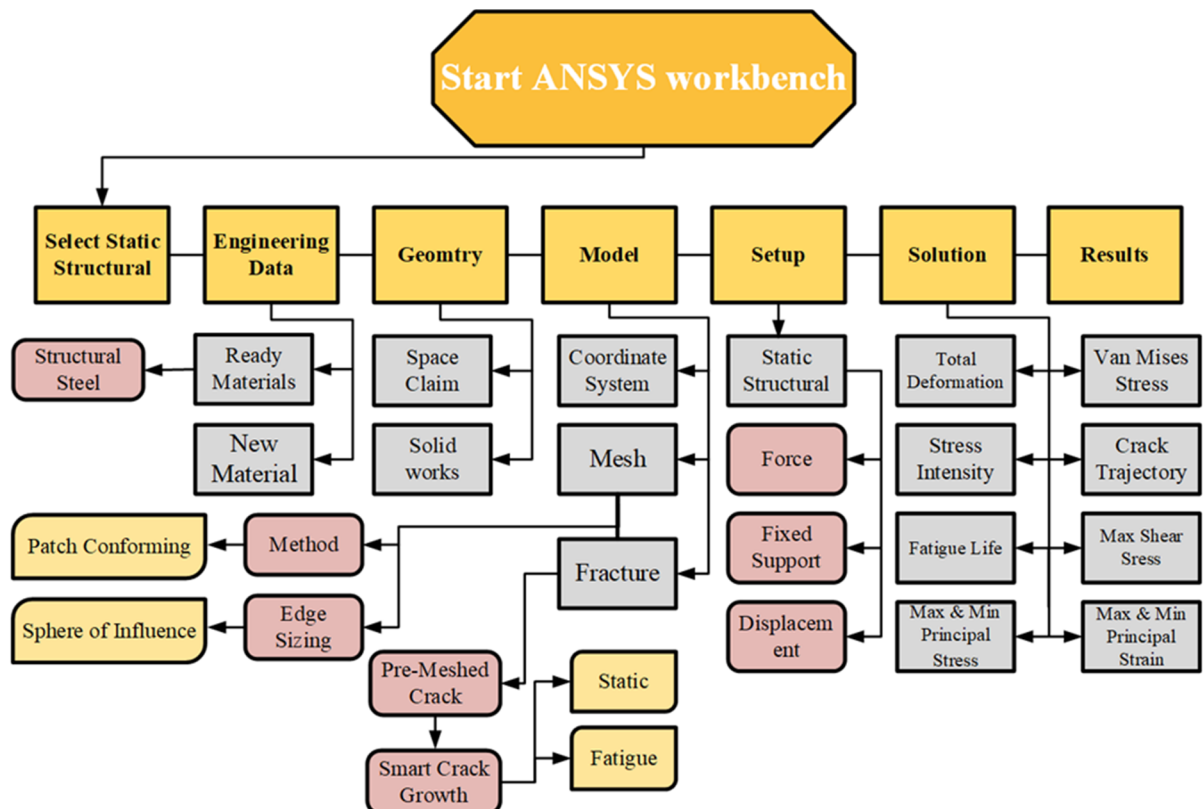 Start ANSYS workbench
Select Static
Structural
Engineering
Data
Geomtry
Model
Setup
Solution
Results
Structural
Steel
Ready
Materials
Space
Claim
Coordinate
System
Static
Structural
Total
Deformation
Van Mises
Stress
New
Material
Solid
works
Mesh
Force
Stress
Intensity
Crack
Trajectory
Patch Conforming
Method
Fracture
Fixed
Support
Fatigue Life
Max Shear
Sress
Sphere of Influence
Edge
Sizing
Displacem
ent
Max & Min
Principal
Stress
Max & Min
Principal
Strain
Pre-Meshed
Crack
Static
Smart Crack
Growth
Fatigue